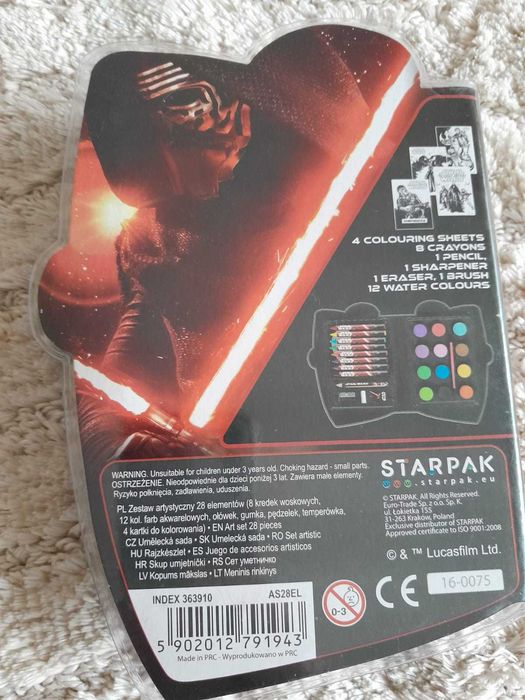 4 COLOURING SHEETS
8 CRAYONS
1 PENCIL,
1 SHARPENER
1 ERASER, 1 BRUSH
12 WATER COLOURS
WARNING. Unsuitable for children under 3 years old. Choking hazard - small parts.
OSTRZEŻENIE. Nieodpowiednie dla dzieci poniżej 3 lat. Zawiera małe elementy.
Ryzyko połknięcia, zadławienia, uduszenia.
PL Zestaw artystyczny 28 elementów (8 kredek woskowych,
12 kol. farb akwarelowych, ołówek, gumka, pędzelek, temperówka,
4 kartki do kolorowania) ■ EN Art set 28 pieces
CZ Umělecká sada ■ SK Umelecká sada ■ RO Set artistic
HU Rajzkészlet ■ ES Juego de accesorios artisticos
HR Skup umjetnički ■ RS Сет уметничко
LV Kopums mākslas ■ LT Meninis rinkinys
STARPAK
starpak.eu
© STARPAK, All Rights Reserved.
Euro-Trade Sp. z o.o. Sp. K.
ul. Łokietka 155
31-263 Kraków, Poland
Exclusive distributor of STARPAK
Approved certificate to ISO 9001:2008
© & ™ Lucasfilm Ltd.
INDEX 363910 AS28EL
5 902012 791943
Made in PRC - Wyprodukowano w PRC
0-3
CE
16-0075